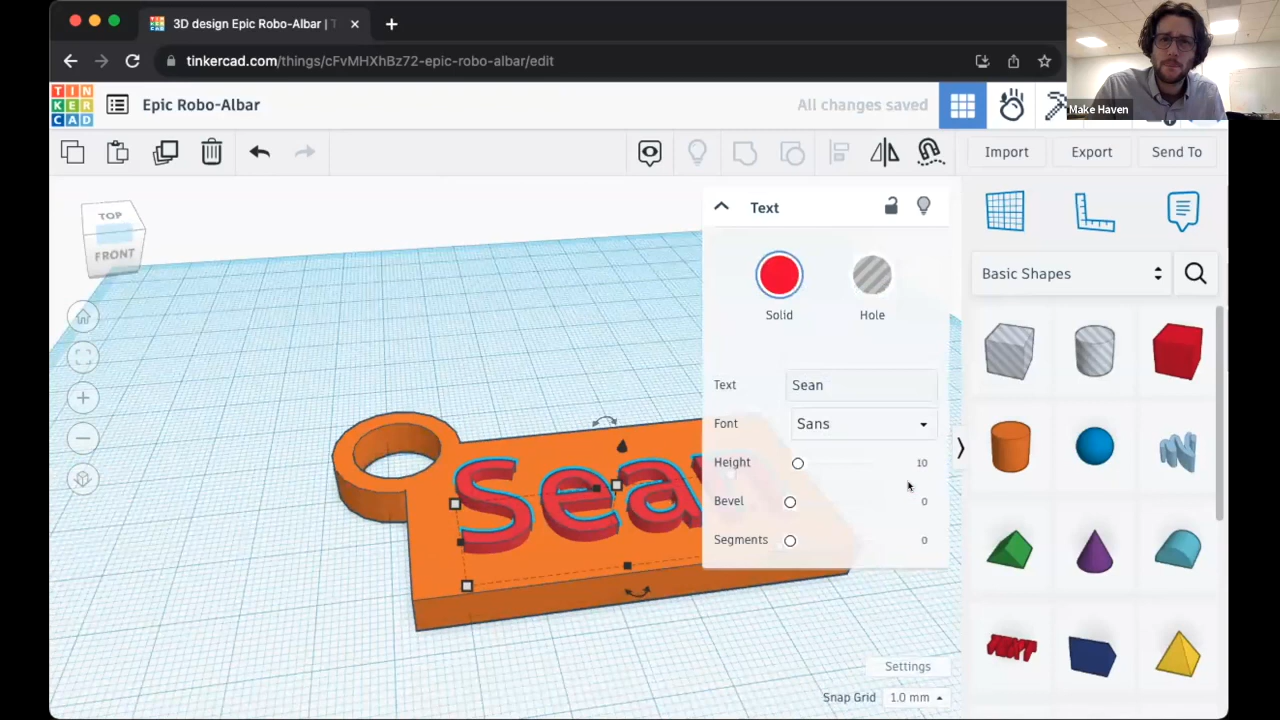 3D design Epic Robo-Albar | T
tinkercad.com/things/cFvMHXhBz72-epic-robo-albar/edit
Make Haven
TIN
KER
CAD
Epic Robo-Albar
All changes saved
Import
Export
Send To
TOP
FRONT
Text
Solid
Hole
Basic Shapes
Text
Sean
Font
Sans
Height
10
Bevel
0
Segments
0
Sean
TEXT
Settings
Snap Grid
1.0 mm